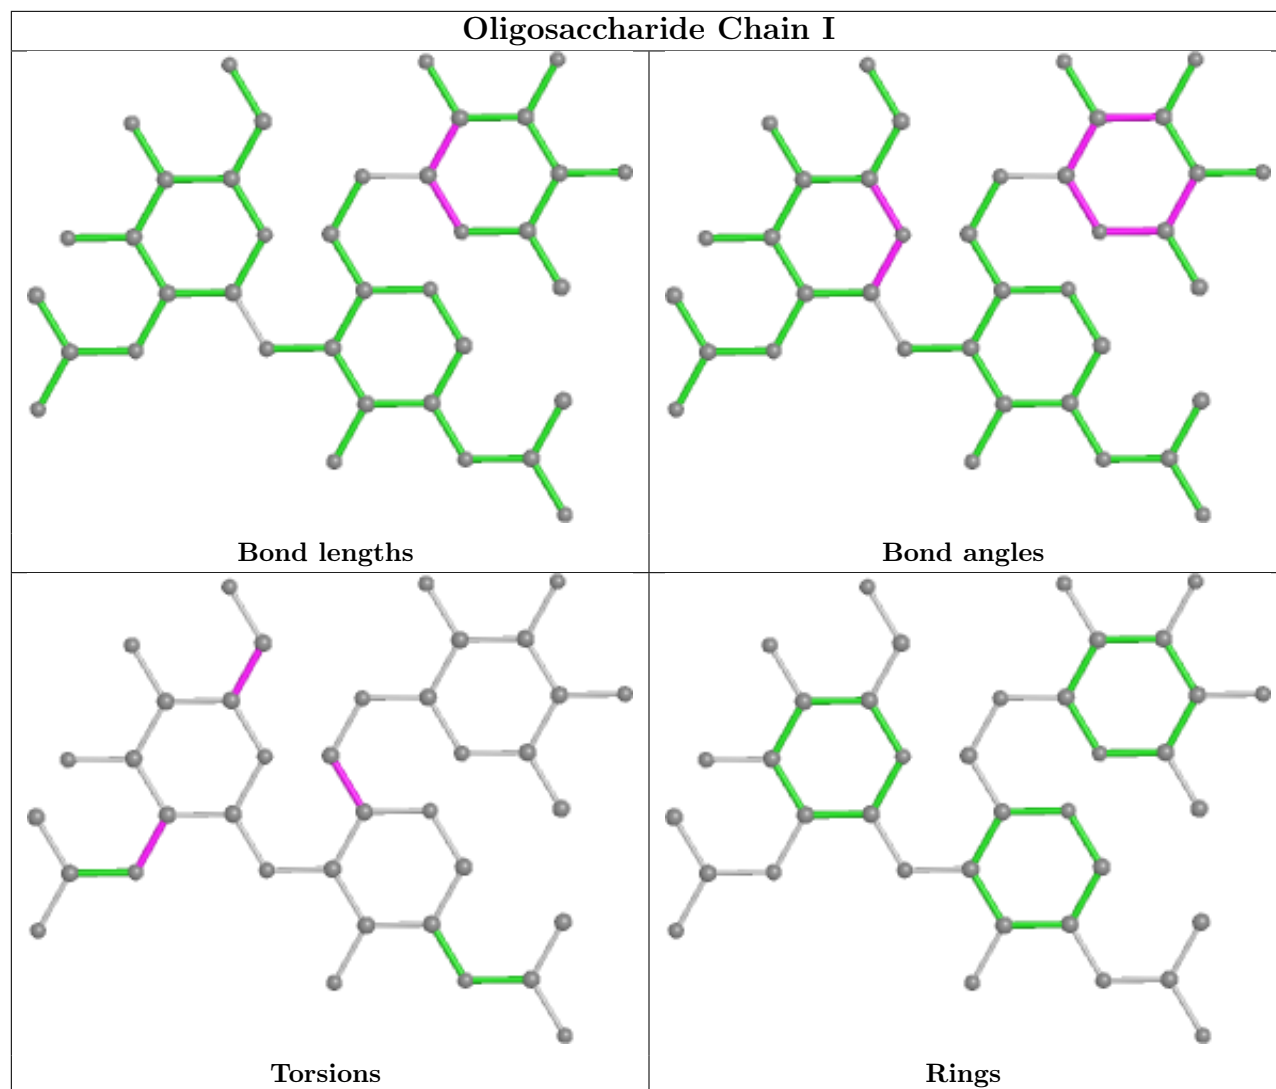 Oligosaccharide Chain I
Bond lengths
Bond angles
Torsions
Rings